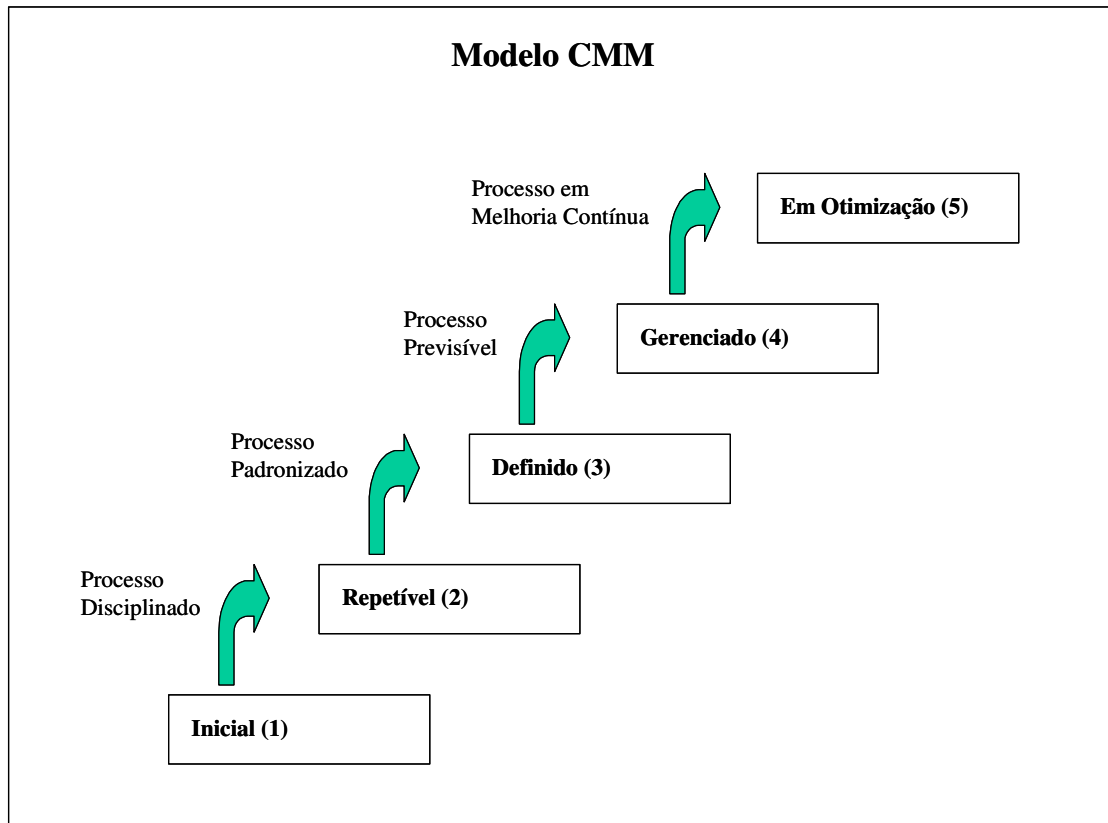 Modelo CMM
Processo em
Melhoria Contínua
Em Otimização (5)
Processo
Previsível
Gerenciado (4)
Processo
Padronizado
Definido (3)
Processo
Disciplinado
Repetível (2)
Inicial (1)